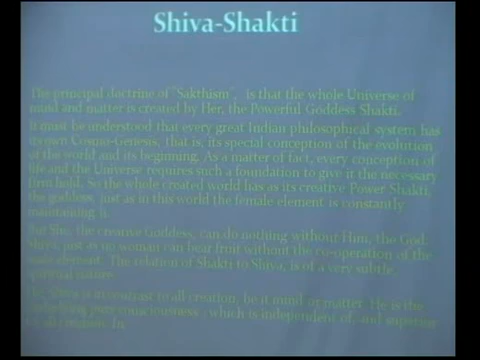 Shiva-Shakti
The principal doctrine of "Sakthism", is that the whole Universe of
mind and matter is created by Her, the Powerful Goddess Shakti.
It must be understood that every great Indian philosophical system has
its own Cosmo-Genesis, that is, its special conception of the evolution
of the world and its beginning. As a matter of fact, every conception of
life and the Universe requires such a foundation to give it the necessary
firm hold. So the whole created world has as its creative Power Shakti,
the goddess, just as in this world the female element is constantly
maintaining it.
But She, the creative Goddess, can do nothing without Him, the God
Shiva, just as no woman can bear fruit without the co-operation of the
male element. The relation of Shakti to Shiva, is of a very subtle
nature.
is to all creation, be it mind or matter. He is the
pure consciousness, which is independent of, and superior
In